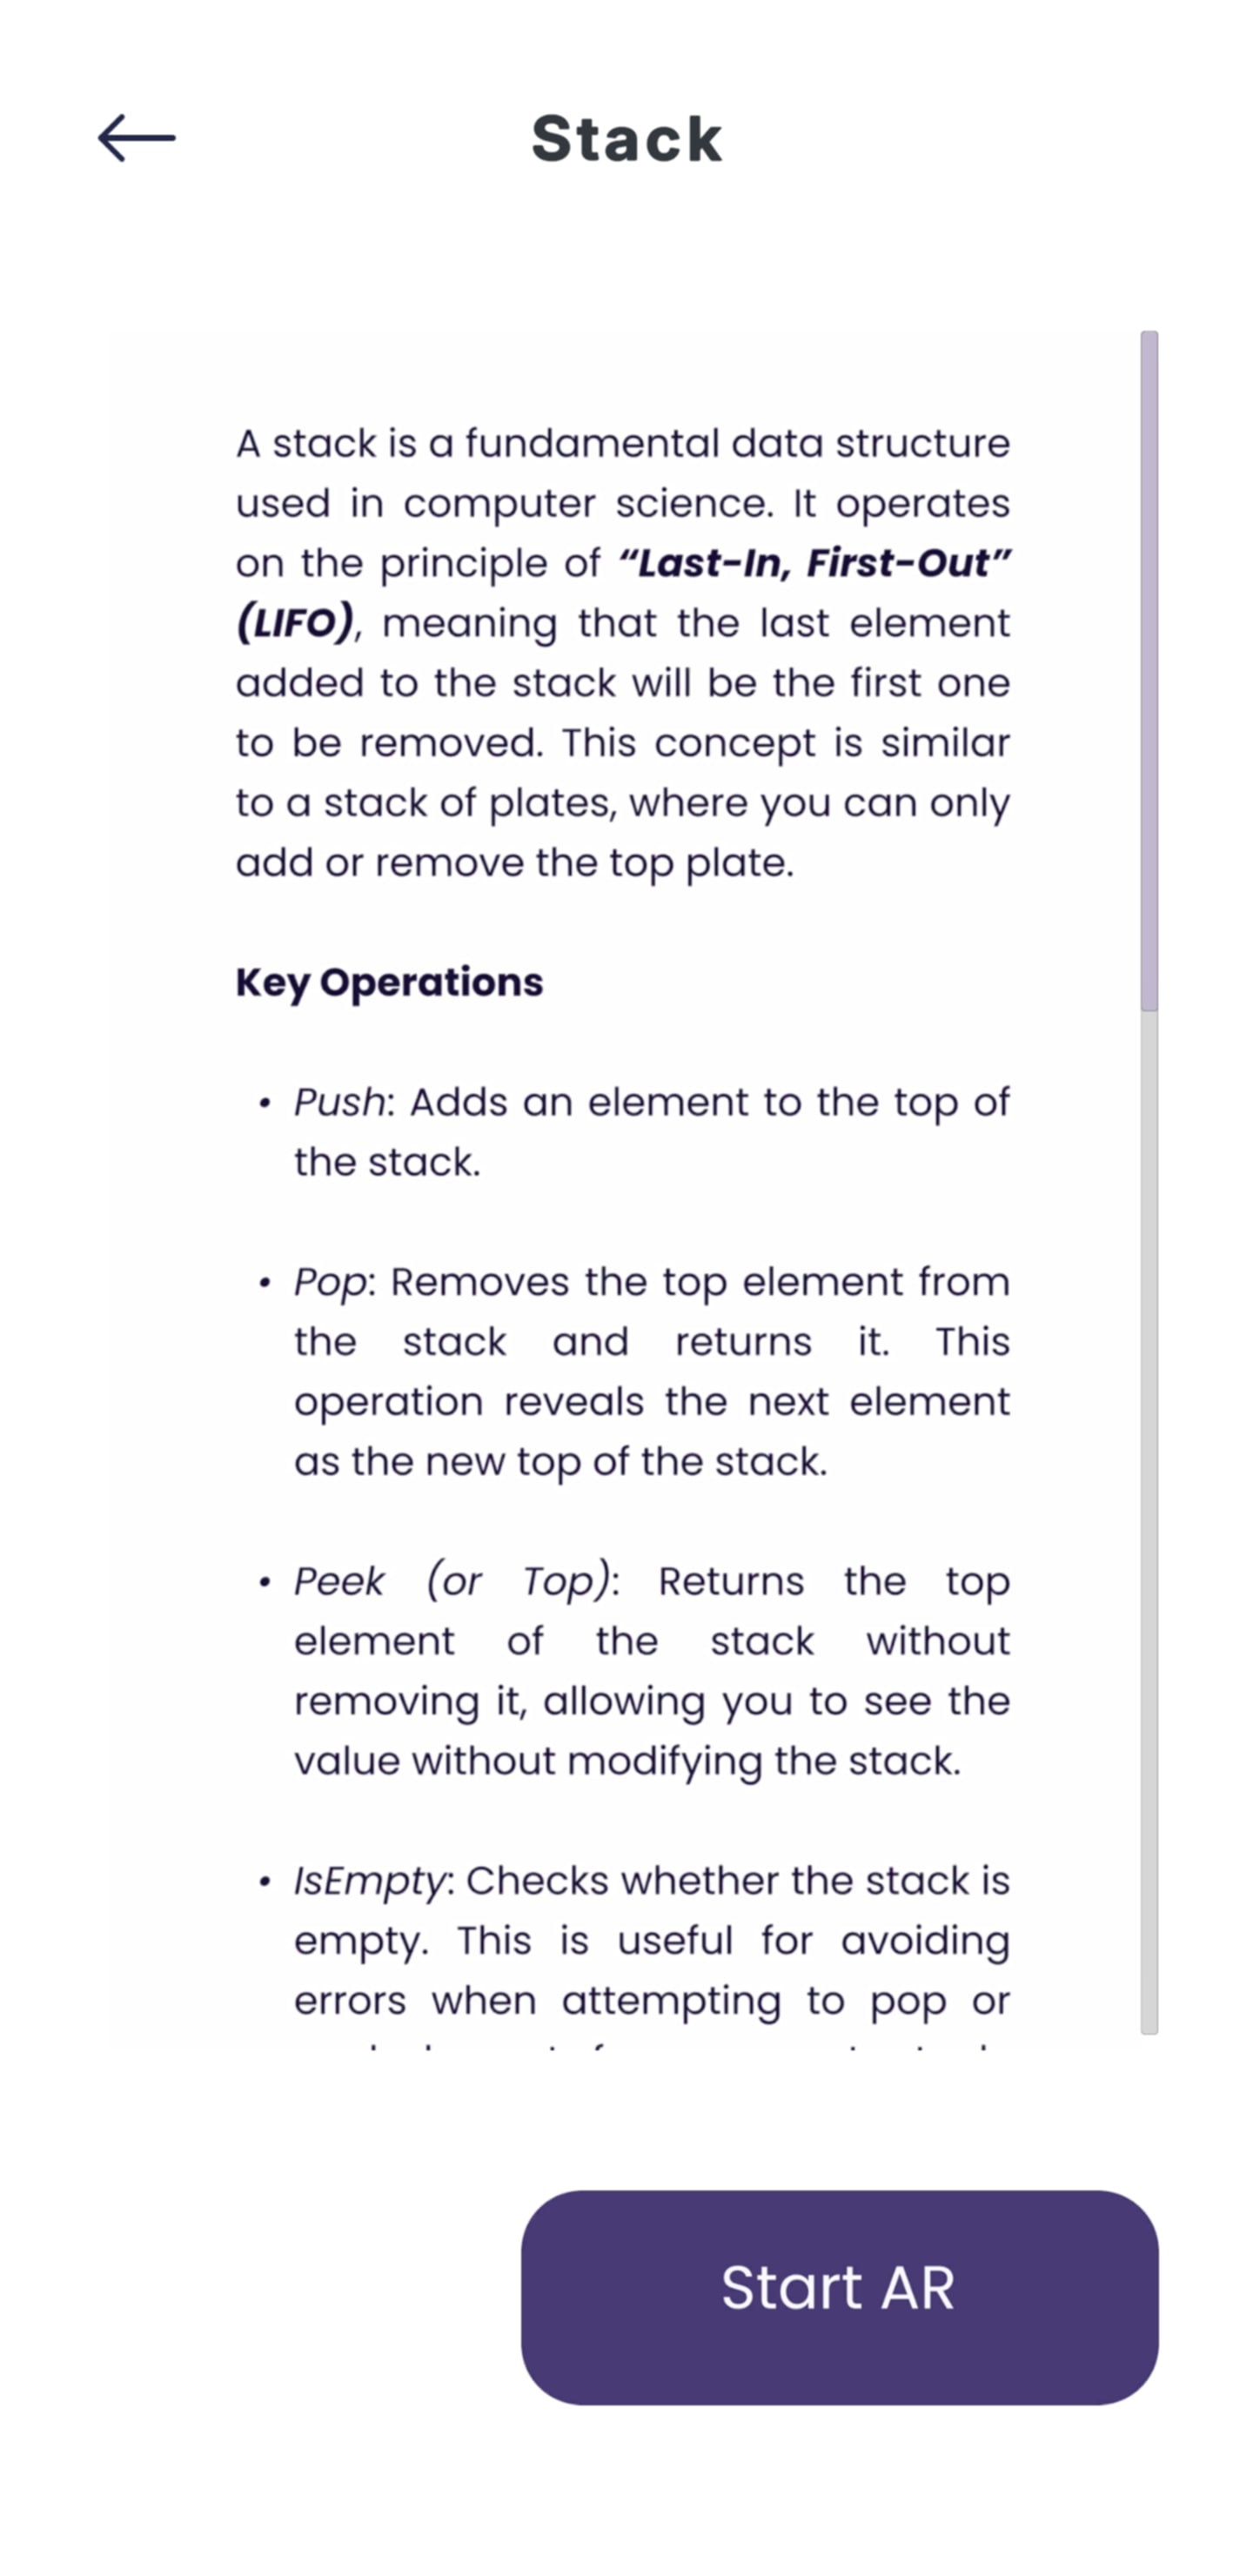 Stack
A stack is a fundamental data structure
used in computer science. It operates
on the principle of “Last-In, First-Out”
(LIFO), meaning that the last element
added to the stack will be the first one
to be removed. This concept is similar
to a stack of plates, where you can only
add or remove the top plate.
Key Operations
• Push: Adds an element to the top of
the stack.
• Pop: Removes the top element from
the stack and returns it. This
operation reveals the next element
as the new top of the stack.
• Peek (or Top): Returns the top
element of the stack without
removing it, allowing you to see the
value without modifying the stack.
• IsEmpty: Checks whether the stack is
empty. This is useful for avoiding
errors when attempting to pop or
Start AR